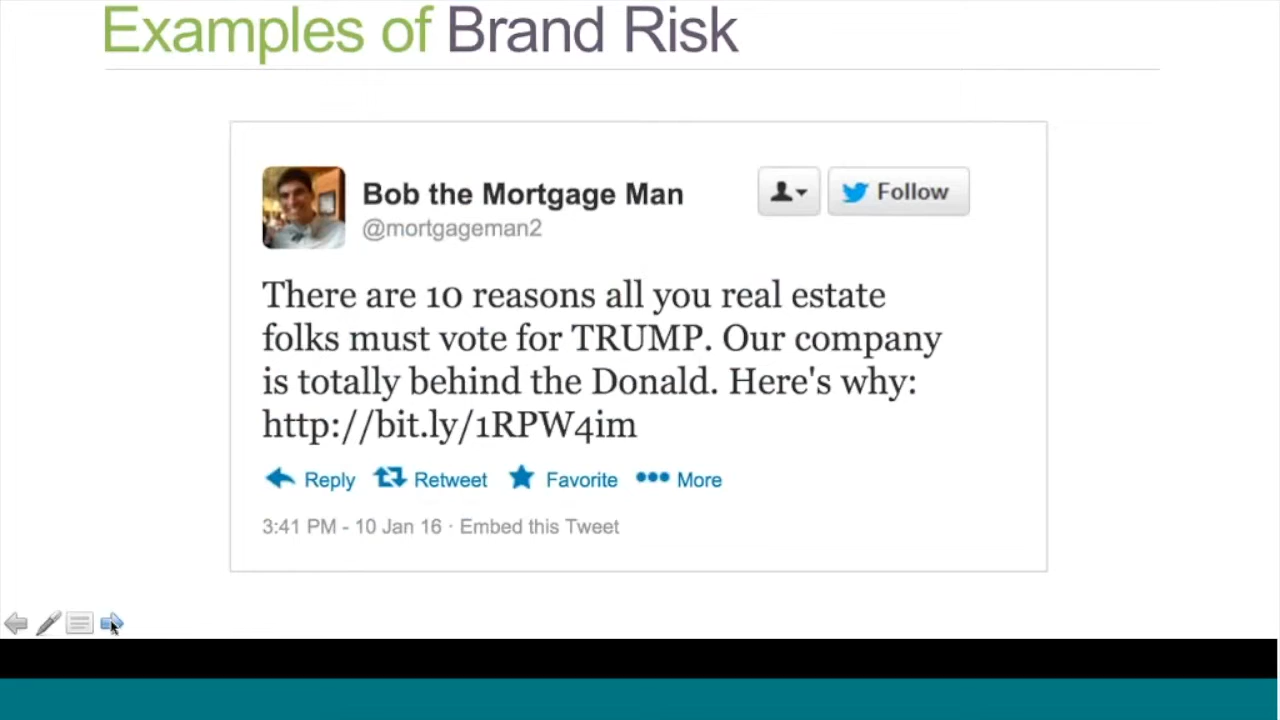 Examples of Brand Risk
Bob the Mortgage Man
@mortgageman2
Follow
There are 10 reasons all you real estate
folks must vote for TRUMP. Our company
is totally behind the Donald. Here's why:
http://bit.ly/1RPW4im
Reply Retweet Favorite More
3:41 PM - 10 Jan 16 · Embed this Tweet